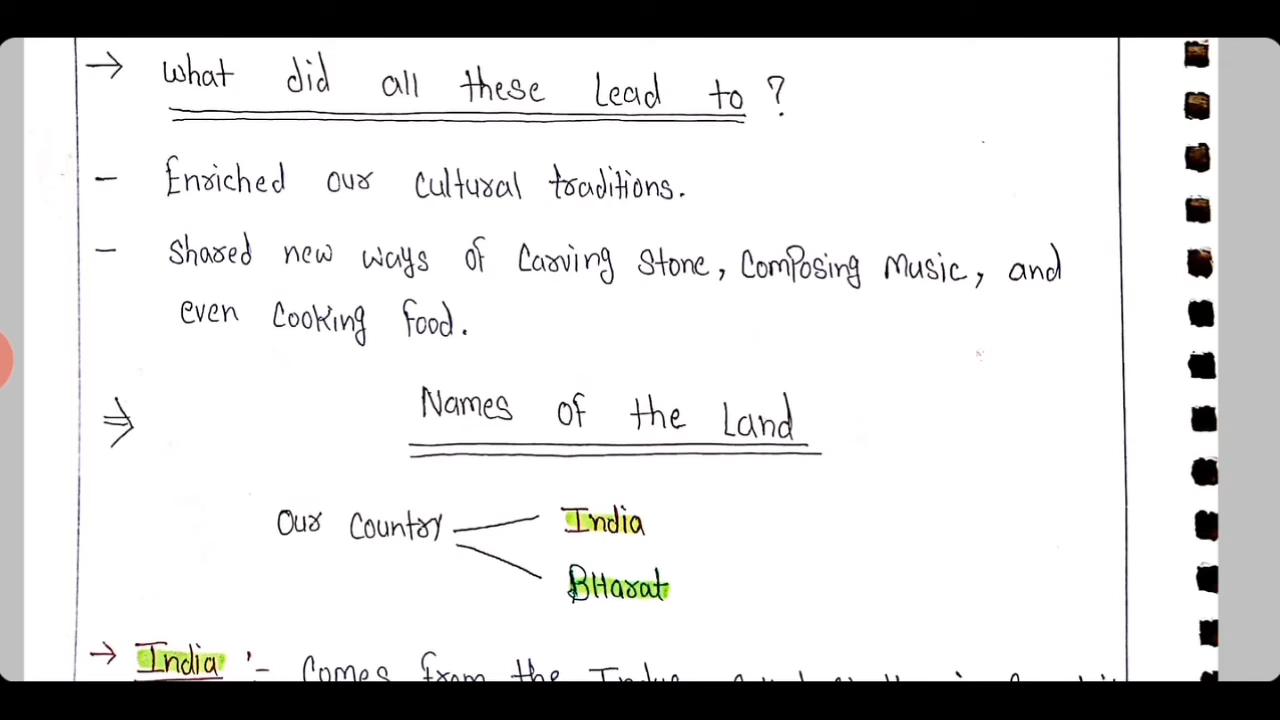 → What did all these Lead to ?
- Enriched our cultural traditions.
- Shared new ways of Carving Stone, Composing Music, and
even Cooking food.
⇒ Names of the Land
Our Country
India
BHarat
→ India :- Comes from the Indus